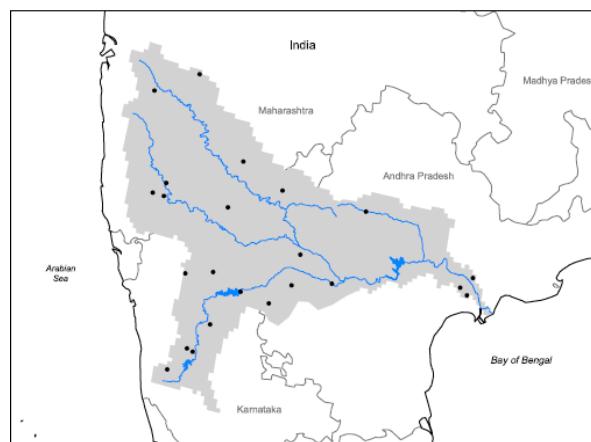 India
Madhya Prades
Maharashtra
Andhra Pradesh
Arabian
Sea
Bay of Bengal
Karnataka